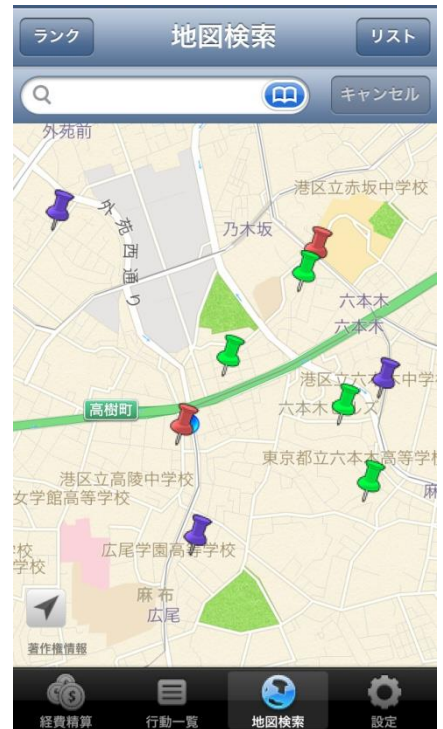 ランク
地図検索
リスト
キャンセル
外苑前
港区立赤坂中学校
外苑西通り
乃木坂
六本木
六本木
港区立六
木中学
高樹町
六本木
ルズ
東京都立六本木高等学校
港区立高陵中学校
女学館高等学校
麻
校
広尾学園高等学校
学校
麻布
広尾
著作権情報
経費精算
行動一覧
地図検索
設定